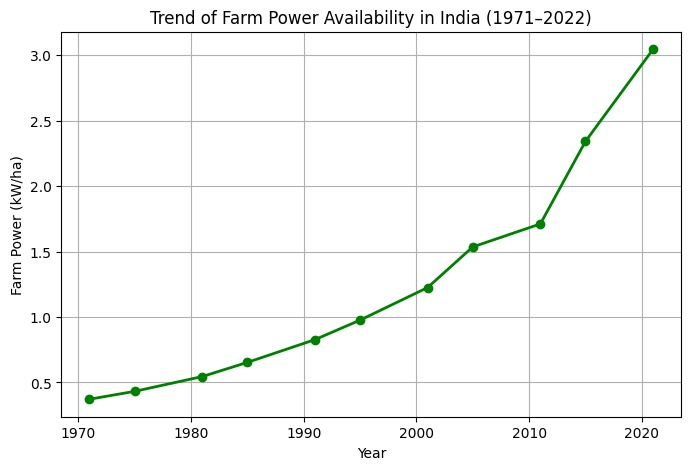 Trend of Farm Power Availability in India (1971–2022)
Farm Power (kW/ha)
3.0
2.5
2.0
1.5
1.0
0.5
1970 1980 1990 2000 2010 2020
Year